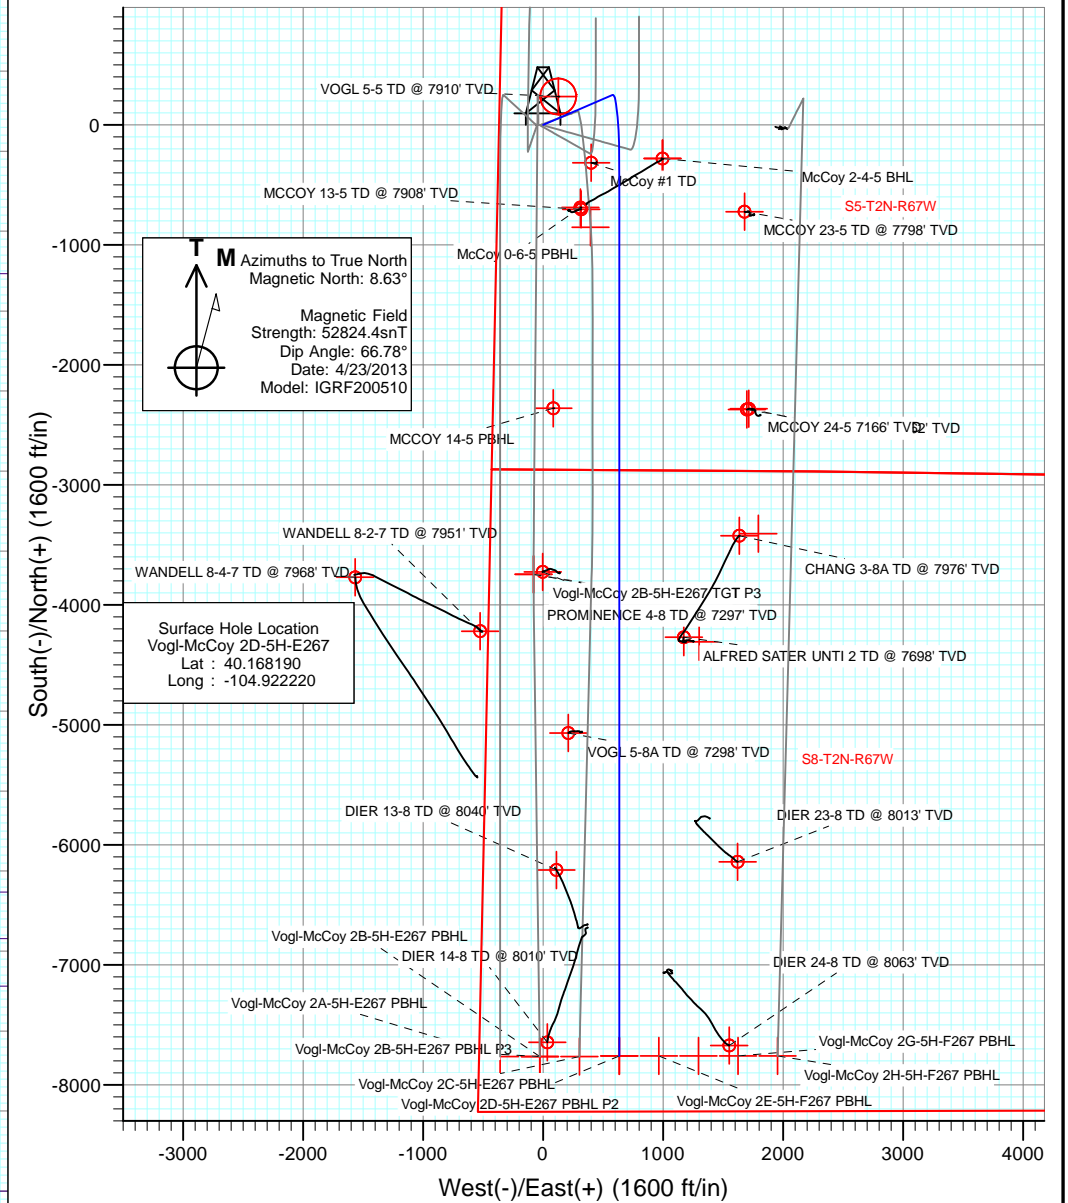 VOGL 5-5 TD @ 7910' TVD
0
McCoy #1 TD
McCoy 2-4-5 BHL
MCCOY 13-5 TD @ 7908' TVD
S5-T2N-R67W
MCCOY 23-5 TD @ 7798' TVD
-1000
McCoy 0-6-5 PBHL
T
M
Azimuths to True North
Magnetic North: 8.63°
Magnetic Field
Strength: 52824.4snT
Dip Angle: 66.78°
Date: 4/23/2013
Model: IGRF200510
-2000
MCCOY 14-5 PBHL
MCCOY 24-5 7166' TVD
52' TVD
-3000
WANDELL 8-2-7 TD @ 7951' TVD
WANDELL 8-4-7 TD @ 7968' TVD
CHANG 3-8A TD @ 7976' TVD
Vogl-McCoy 2B-5H-E267 TGT P3
-4000
PROMINENCE 4-8 TD @ 7297' TVD
Surface Hole Location
Vogl-McCoy 2D-5H-E267
Lat : 40.168190
Long : -104.922220
ALFRED SATER UNTI 2 TD @ 7698' TVD
-5000
VOGL 5-8A TD @ 7298' TVD
S8-T2N-R67W
DIER 13-8 TD @ 8040' TVD
DIER 23-8 TD @ 8013' TVD
-6000
Vogl-McCoy 2B-5H-E267 PBHL
DIER 14-8 TD @ 8010' TVD
DIER 24-8 TD @ 8063' TVD
-7000
Vogl-McCoy 2A-5H-E267 PBHL
Vogl-McCoy 2B-5H-E267 PBHL P3
Vogl-McCoy 2G-5H-F267 PBHL
Vogl-McCoy 2H-5H-F267 PBHL
Vogl-McCoy 2C-5H-E267 PBHL
-8000
Vogl-McCoy 2D-5H-E267 PBHL P2
Vogl-McCoy 2E-5H-F267 PBHL
South(-)/North(+) (1600 ft/in)
-3000 -2000 -1000 0 1000 2000 3000 4000
West(-)/East(+) (1600 ft/in)